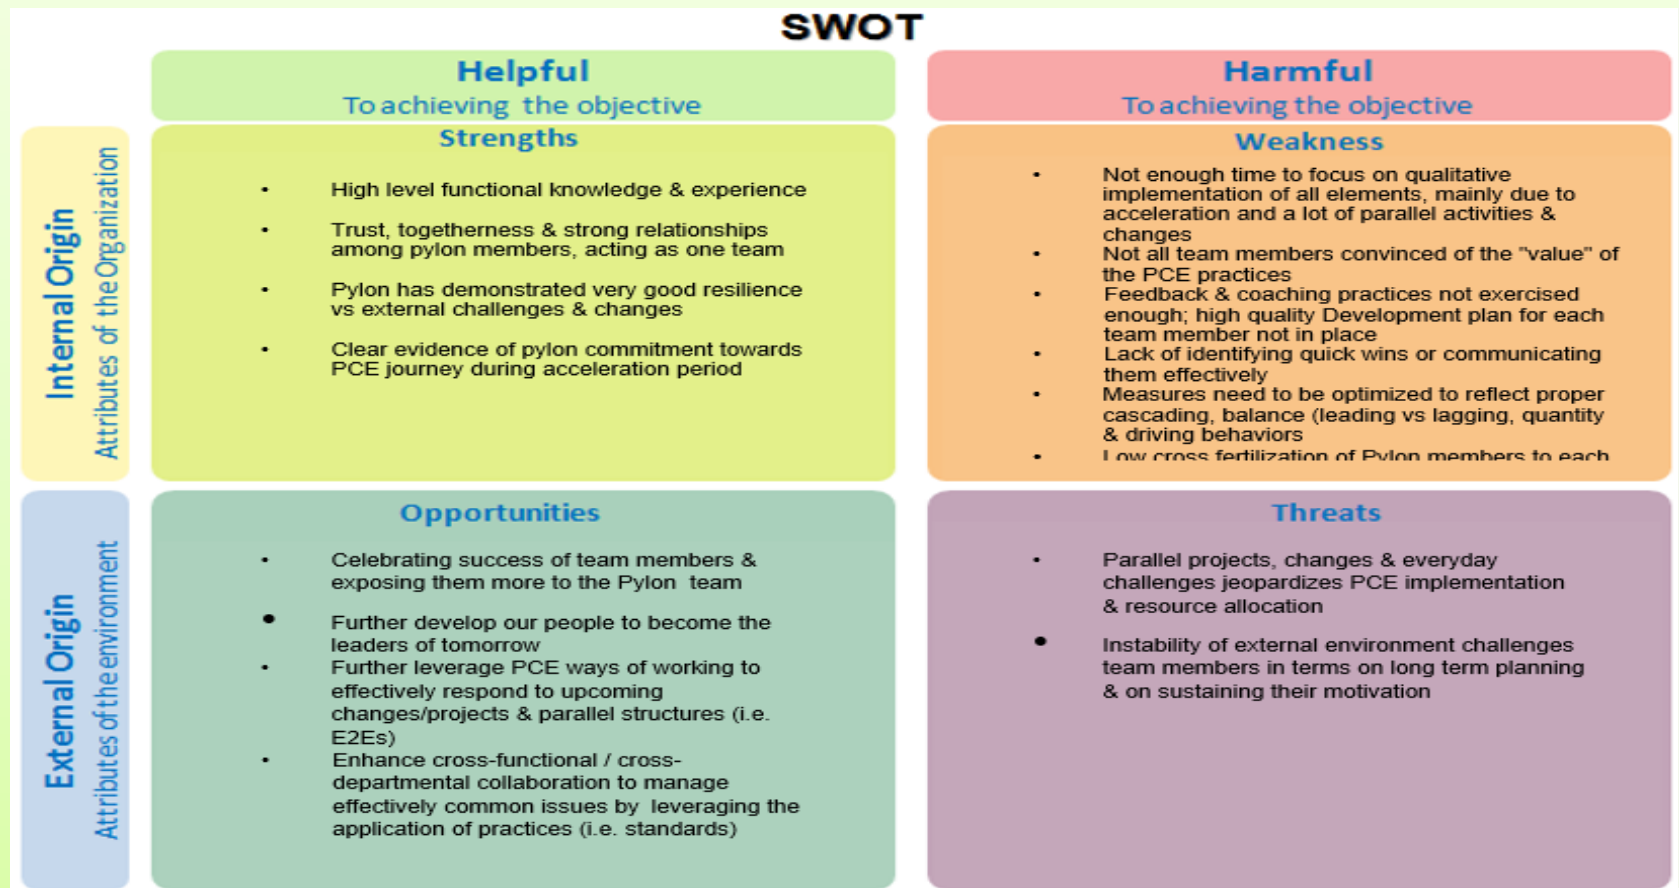 SWOT
Helpful
To achieving the objective
Harmful
To achieving the objective
Internal Origin
Attributes of the Organization
Strengths
• High level functional knowledge & experience
• Trust, togetherness & strong relationships
among pylon members, acting as one team
• Pylon has demonstrated very good resilience
vs external challenges & changes
• Clear evidence of pylon commitment towards
PCE journey during acceleration period
Weakness
• Not enough time to focus on qualitative
implementation of all elements, mainly due to
acceleration and a lot of parallel activities &
changes
• Not all team members convinced of the "value" of
the PCE practices
• Feedback & coaching practices not exercised
enough; high quality Development plan for each
team member not in place
• Lack of identifying quick wins or communicating
them effectively
• Measures need to be optimized to reflect proper
cascading, balance (leading vs lagging, quantity
& driving behaviors
• Low cross fertilization of Pylon members to each
External Origin
Attributes of the environment
Opportunities
• Celebrating success of team members &
exposing them more to the Pylon team
• Further develop our people to become the
leaders of tomorrow
• Further leverage PCE ways of working to
effectively respond to upcoming
changes/projects & parallel structures (i.e.
E2Es)
• Enhance cross-functional / cross-
departmental collaboration to manage
effectively common issues by leveraging the
application of practices (i.e. standards)
Threats
• Parallel projects, changes & everyday
challenges jeopardizes PCE implementation
& resource allocation
• Instability of external environment challenges
team members in terms on long term planning
& on sustaining their motivation